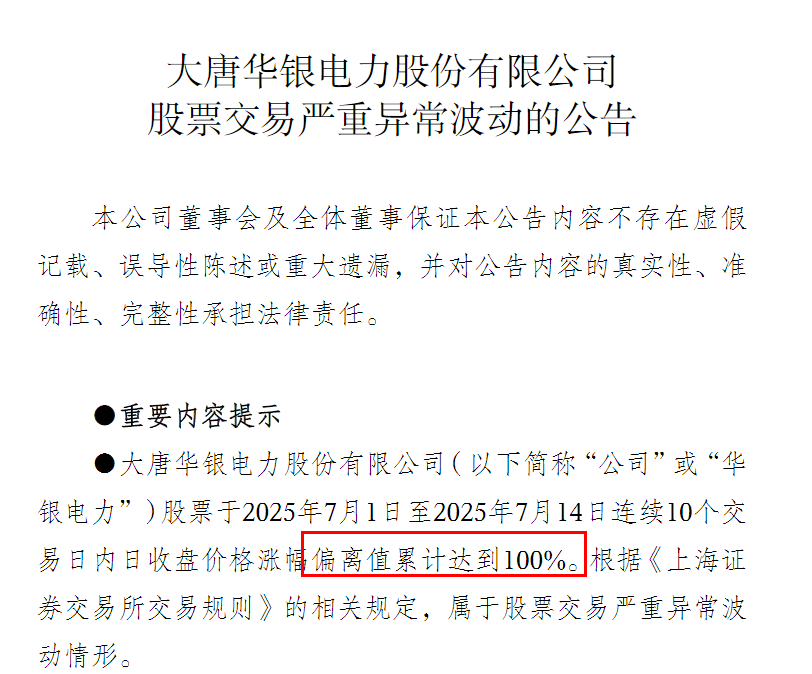 大唐华银电力股份有限公司
股票交易严重异常波动的公告
本公司董事会及全体董事保证本公告内容不存在虚假
记载、误导性陈述或重大遗漏，并对公告内容的真实性、准
确性、完整性承担法律责任。
●重要内容提示
●大唐华银电力股份有限公司（以下简称“公司”或“华
银电力”）股票于2025年7月1日至2025年7月14日连续10个交
易日内日收盘价格涨幅偏离值累计达到100%。根据《上海证
券交易所交易规则》的相关规定，属于股票交易严重异常波
动情形。